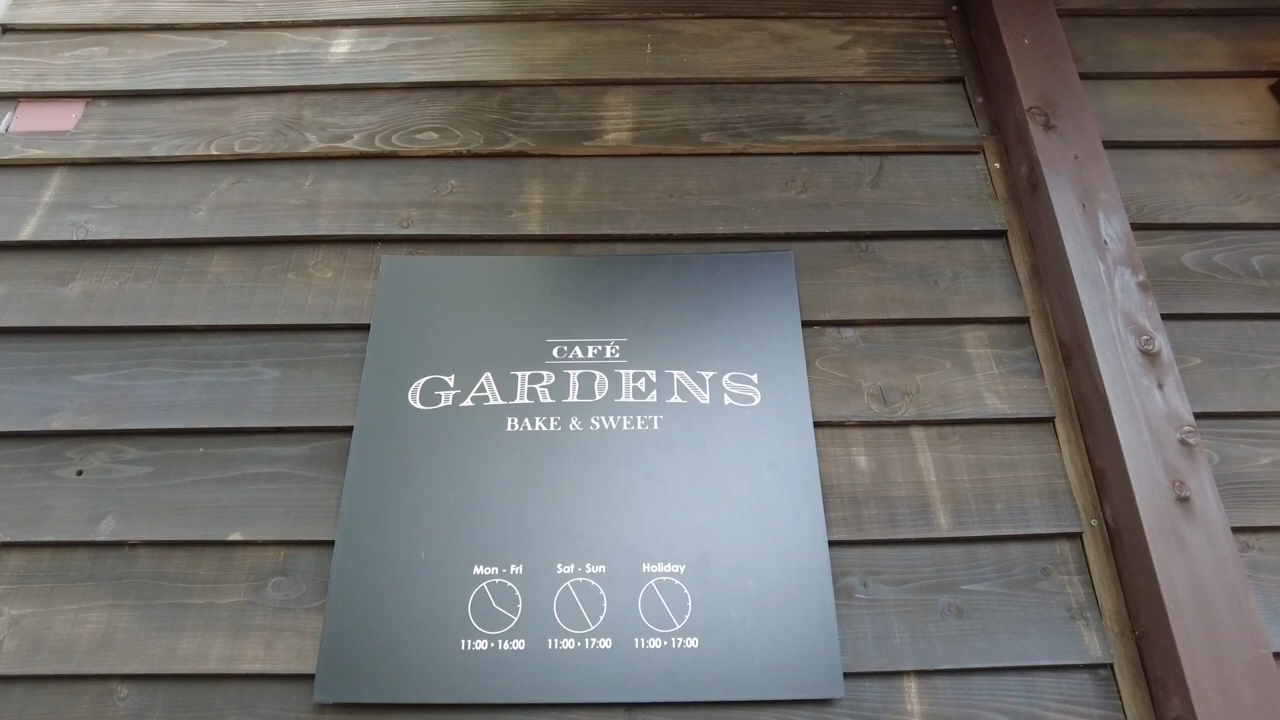 CAFÉ
GARDENS
BAKE & SWEET
Mon - Fri Sat - Sun Holiday
11:00 ▸ 16:00 11:00 ▸ 17:00 11:00 ▸ 17:00